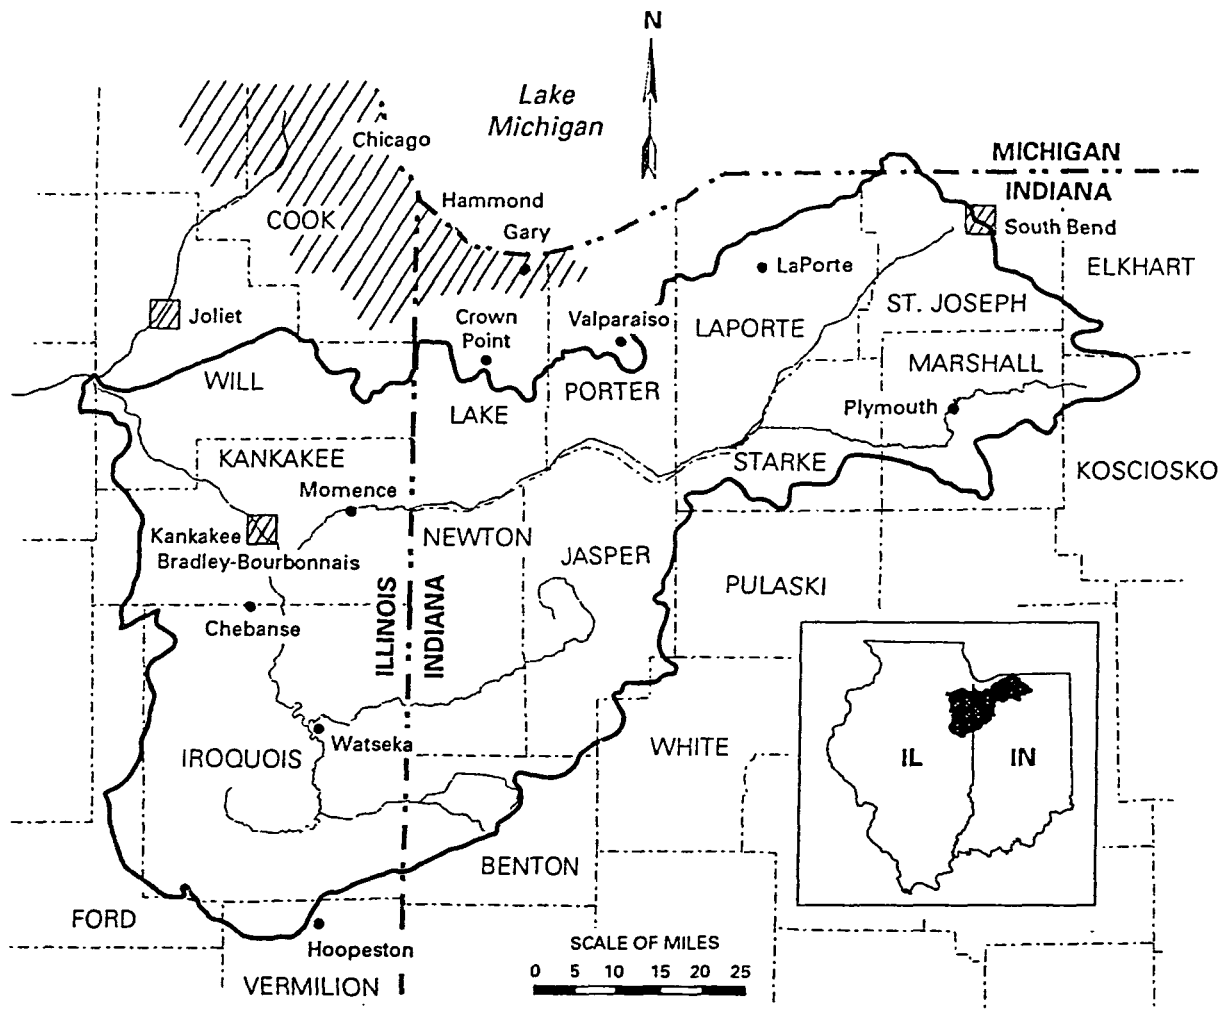 N
Lake
Michigan
Chicago
MICHIGAN
INDIANA
Hammond
COOK
Gary
South Bend
LaPorte
ELKHART
ST. JOSEPH
Joliet
Crown
Point
Valparaiso
LAPORTE
MARSHALL
WILL
PORTER
LAKE
Plymouth
KANKAKEE
STARKE
KOSCIOSKO
Momence
Kankakee
Bradley-Bourbonnais
NEWTON
JASPER
PULASKI
ILLINOIS
INDIANA
Chebanse
Watseka
IROQUOIS
WHITE
IL
IN
BENTON
FORD
Hoopeston
VERMILION
SCALE OF MILES
0 5 10 15 20 25